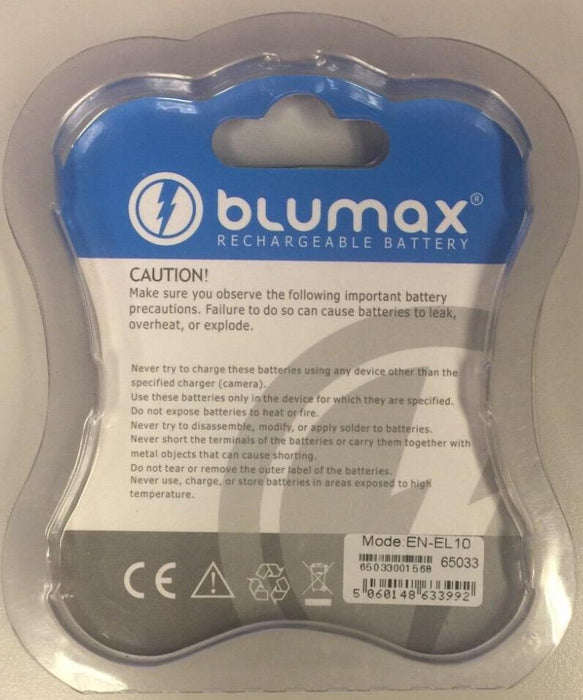 blumax®
RECHARGEABLE BATTERY
CAUTION!
Make sure you observe the following important battery
precautions. Failure to do so can cause batteries to leak,
overheat, or explode.
Never try to charge these batteries using any device other than the
specified charger (camera).
Use these batteries only in the device for which they are specified.
Do not expose batteries to heat or fire.
Never try to disassemble, modify, or apply solder to batteries.
Never short the terminals of the batteries or carry them together with
metal objects that can cause shorting.
Do not tear or remove the outer label of the batteries.
Never use, charge, or store batteries in areas exposed to high
temperature.
Mode:EN-EL10
65033001568 65033
5 060148 633992
CE